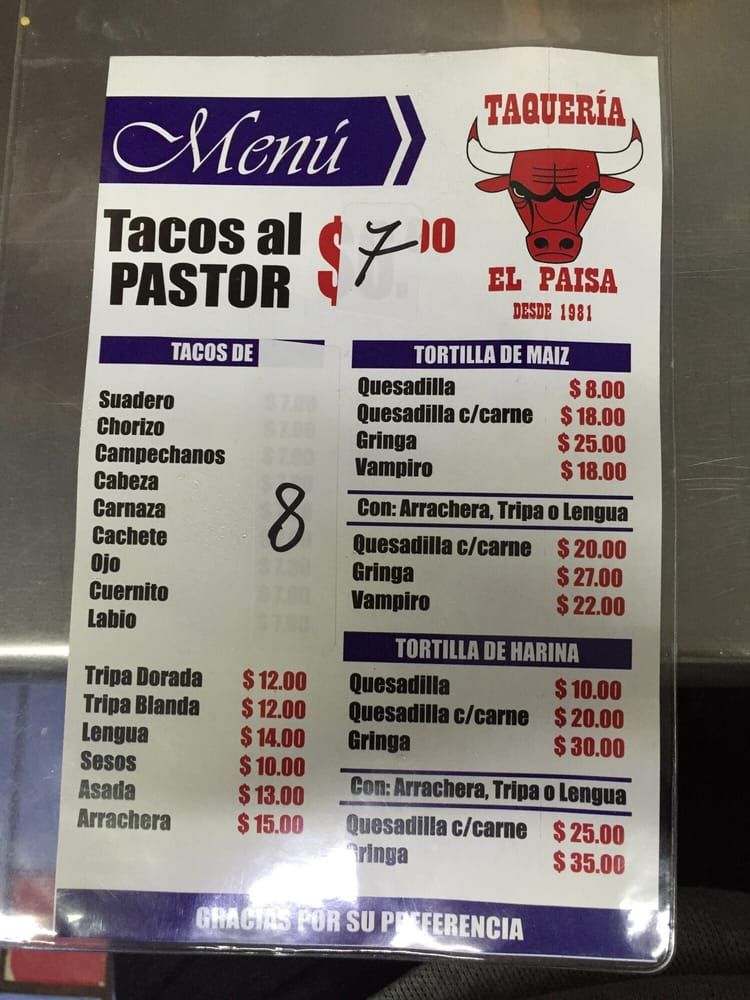 Menú
TAQUERÍA
EL PAISA
DESDE 1981
Tacos al
PASTOR
$7.00
TACOS DE
Suadero
Chorizo
Campechanos
Cabeza
Carnaza
Cachete
Ojo
Cuernito
Labio
8
Tripa Dorada $12.00
Tripa Blanda $12.00
Lengua $14.00
Sesos $10.00
Asada $13.00
Arrachera $15.00
TORTILLA DE MAIZ
Quesadilla $8.00
Quesadilla c/carne $18.00
Gringa $25.00
Vampiro $18.00
Con: Arrachera, Tripa o Lengua
Quesadilla c/carne $20.00
Gringa $27.00
Vampiro $22.00
TORTILLA DE HARINA
Quesadilla $10.00
Quesadilla c/carne $20.00
Gringa $30.00
Con: Arrachera, Tripa o Lengua
Quesadilla c/carne $25.00
Gringa $35.00
GRACIAS POR SU PREFERENCIA